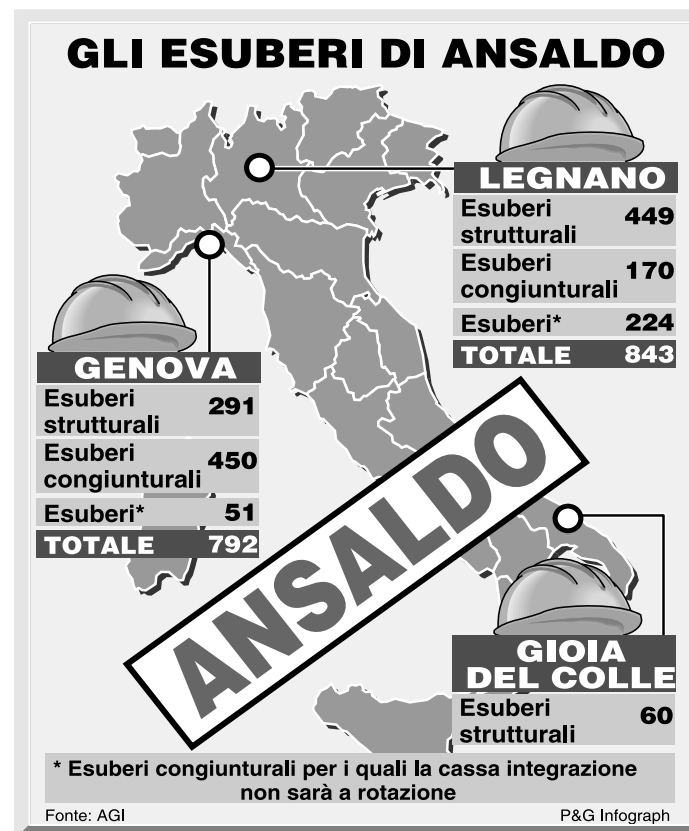 GLI ESUBERI DI ANSALDO
LEGNANO
Esuberi
strutturali 449
Esuberi
congiunturali 170
Esuberi* 224
TOTALE 843
GENOVA
Esuberi
strutturali 291
Esuberi
congiunturali 450
Esuberi* 51
TOTALE 792
ANSALDO
GIOIA
DEL COLLE
Esuberi
strutturali 60
* Esuberi congiunturali per i quali la cassa integrazione
non sarà a rotazione
Fonte: AGI P&G Infograph